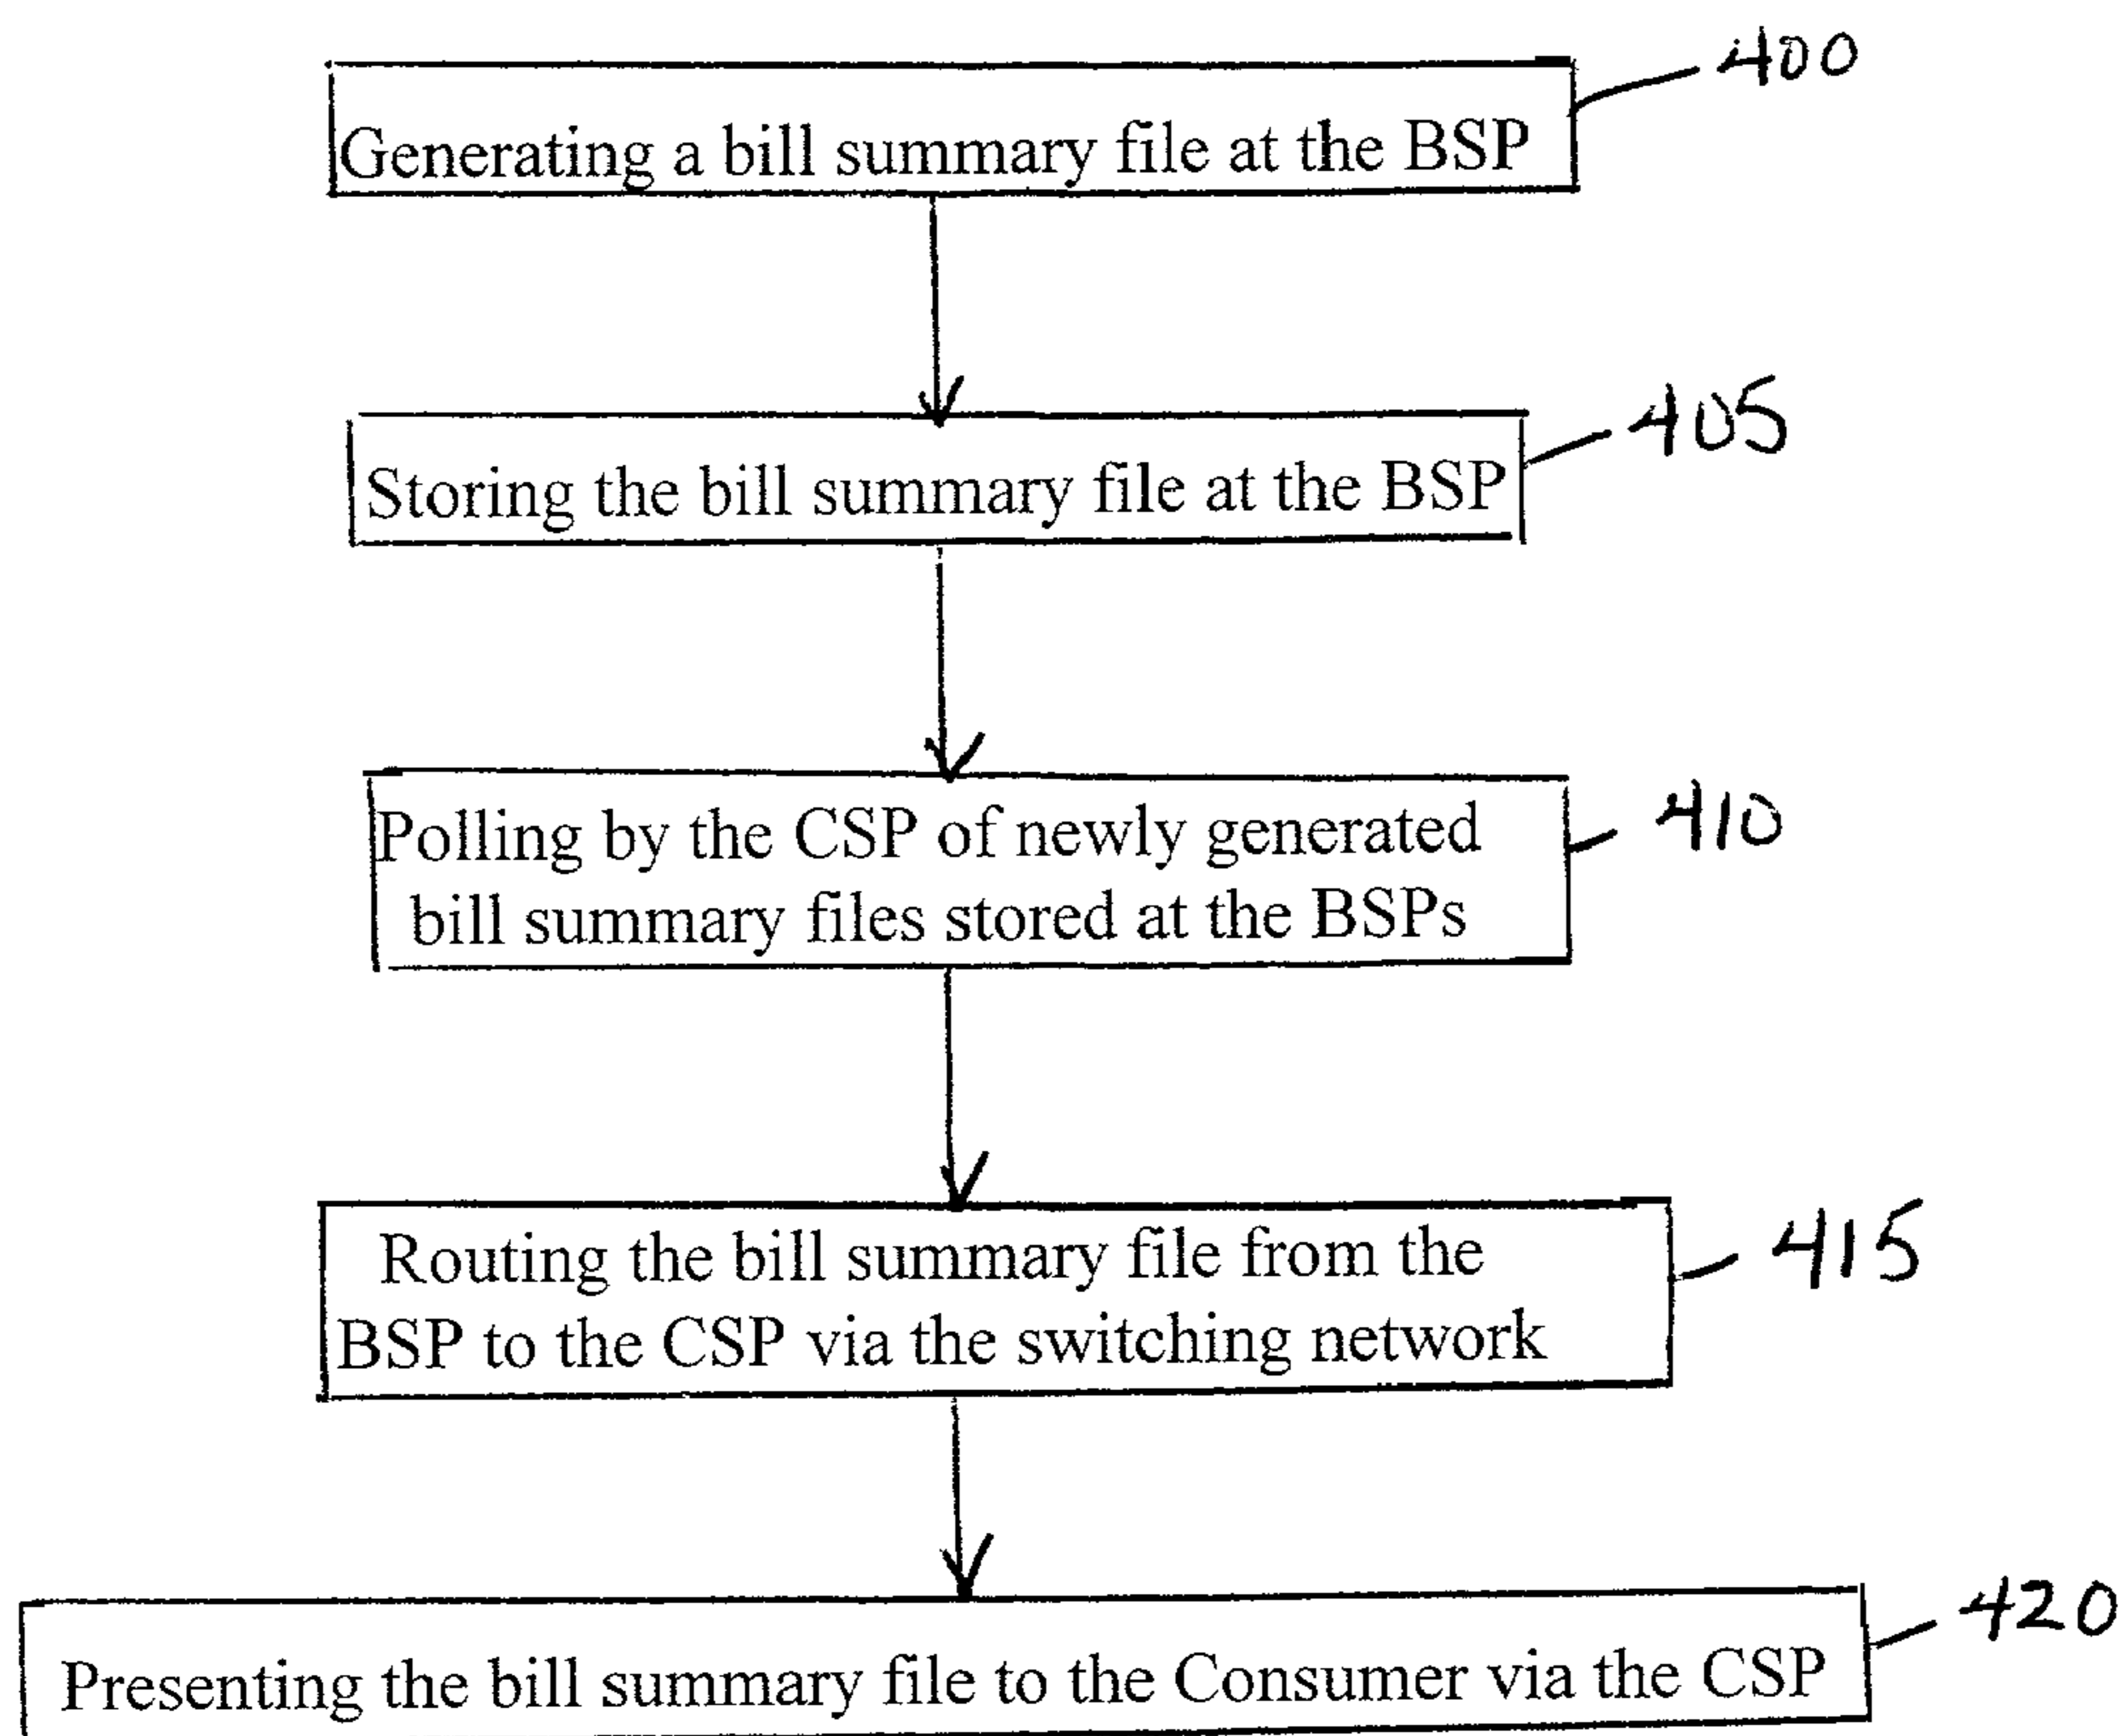 400
Generating a bill summary file at the BSP
405
Storing the bill summary file at the BSP
410
Polling by the CSP of newly generated
bill summary files stored at the BSPs
415
Routing the bill summary file from the
BSP to the CSP via the switching network
420
Presenting the bill summary file to the Consumer via the CSP